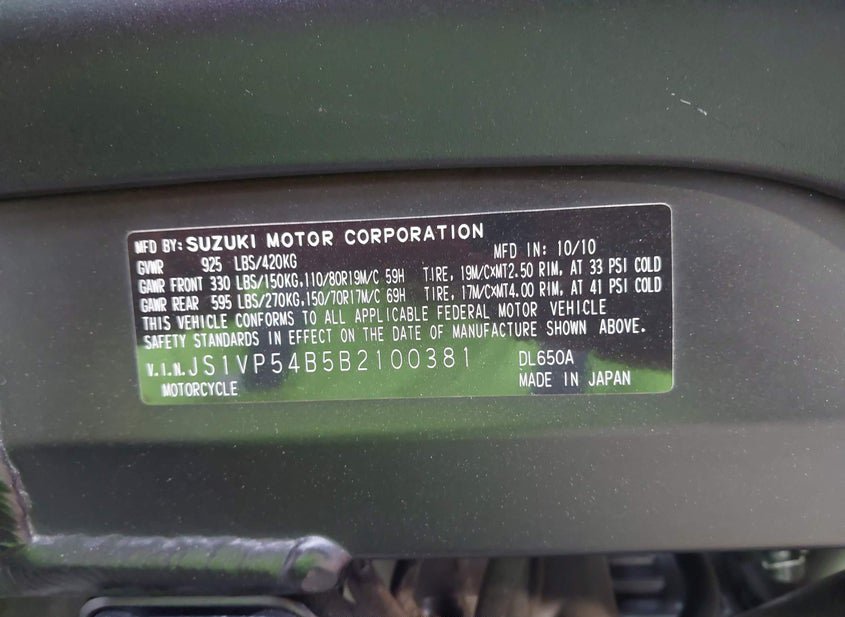 MFD BY: SUZUKI MOTOR CORPORATION
GVWR 925 LBS/420KG MFD IN: 10/10
GAWR FRONT 330 LBS/150KG,110/80R19M/C 59H TIRE, 19M/C×MT2.50 RIM, AT 33 PSI COLD
GAWR REAR 595 LBS/270KG,150/70R17M/C 69H TIRE, 17M/C×MT4.00 RIM, AT 41 PSI COLD
THIS VEHICLE CONFORMS TO ALL APPLICABLE FEDERAL MOTOR VEHICLE
SAFETY STANDARDS IN EFFECT ON THE DATE OF MANUFACTURE SHOWN ABOVE.
V.I.N. JS1VP54B5B2100381 DL650A
MOTORCYCLE MADE IN JAPAN